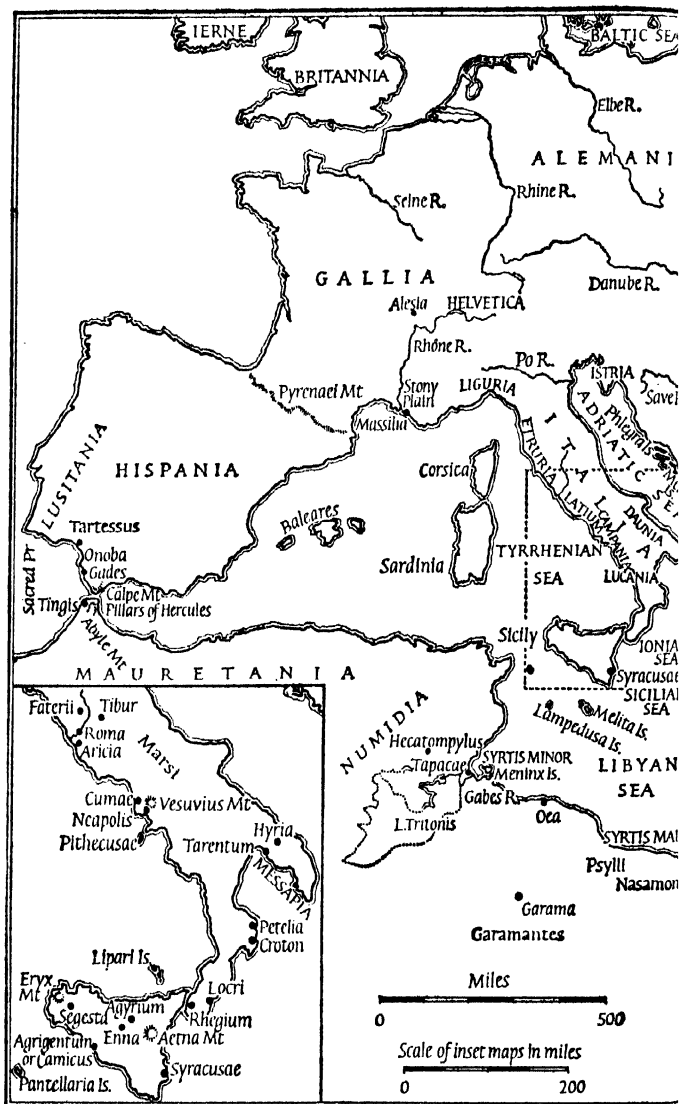 IERNE
BALTIC SEA
BRITANNIA
Elbe R.
ALEMANI
Seine R.
Rhine R.
GALLIA
Danube R.
Alesia
HELVETICA
Rhône R.
Po R.
ISTRIA
Save R
Pyrenaei Mt
Stony
Plain
LIGURIA
Massilia
ADRIATIC SE
Phlegrais
ITALIA
ETRURIA
LUSITANIA
HISPANIA
Corsica
LATIUM
CAMPANIA
DAUNIA
Tartessus
Baleares
Onoba
Gades
Sardinia
TYRRHENIAN
SEA
LUCANIA
Sacred Pr
Calpe Mt
Tingis
Pillars of Hercules
Abyle Mt
Sicily
IONIA
SEA
Syracusae
SICILIAN
SEA
MAURETANIA
Melita Is.
Lampedusa Is.
NUMIDIA
Hecatompylus
SYRTIS MINOR
Tapacae
Meninx Is.
LIBYAN
SEA
Gabes R.
Oea
L. Tritonis
SYRTIS MAI
Psylli
Nasamon
Garama
Garamantes
Faterii
Tibur
Roma
Aricia
Marsi
Cumae
Vesuvius Mt
Neapolis
Pithecusae
Hyria
Tarentum
MESSAPIA
Petelia
Croton
Lipari Is.
Eryx
Mt
Locri
Agyrium
Segesta
Rhegium
Enna
Aetna Mt
Agrigentum
or Camicus
Pantellaria Is.
Syracusae
Miles
0 500
Scale of inset maps in miles
0 200